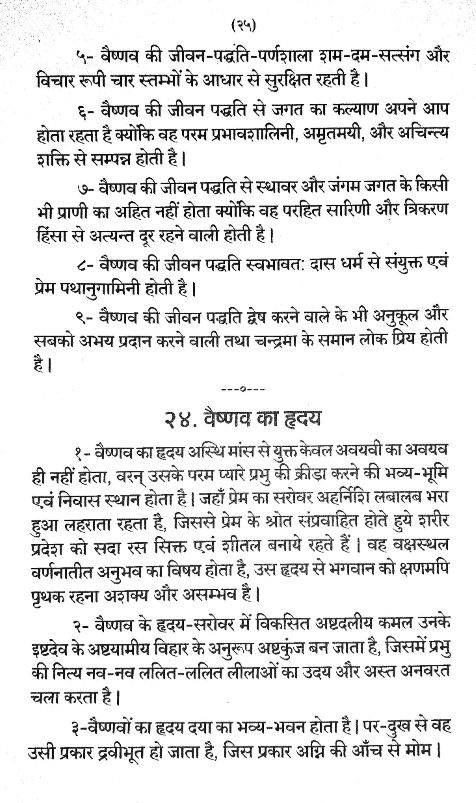 (२५)
५- वैष्णव की जीवन-पद्धति-पर्णशाला शम-दम-सत्संग और
विचार रूपी चार स्तम्भों के आधार से सुरक्षित रहती है।
६- वैष्णव की जीवन पद्धति से जगत का कल्याण अपने आप
होता रहता है क्योंकि वह परम प्रभावशालिनी, अमृतमयी, और अचिन्त्य
शक्ति से सम्पन्न होती है।
७- वैष्णव की जीवन पद्धति से स्थावर और जंगम जगत के किसी
भी प्राणी का अहित नहीं होता क्योंकि वह परहित सारिणी और त्रिकरण
हिंसा से अत्यन्त दूर रहने वाली होती है।
८- वैष्णव की जीवन पद्धति स्वभावत: दास धर्म से संयुक्त एवं
प्रेम पथानुगामिनी होती है।
९- वैष्णव की जीवन पद्धति द्वेष करने वाले के भी अनुकूल और
सबको अभय प्रदान करने वाली तथा चन्द्रमा के समान लोक प्रिय होती
है।
---०---
२४. वैष्णव का हृदय
१- वैष्णव का हृदय अस्थि मांस से युक्त केवल अवयवी का अवयव
ही नहीं होता, वरन् उसके परम प्यारे प्रभु की क्रीड़ा करने की भव्य-भूमि
एवं निवास स्थान होता है। जहाँ प्रेम का सरोवर अहर्निशि लबालब भरा
हुआ लहराता रहता है, जिससे प्रेम के श्रोत संप्रवाहित होते हुये शरीर
प्रदेश को सदा रस सिक्त एवं शीतल बनाये रहते हैं। वह वक्षस्थल
वर्णनातीत अनुभव का विषय होता है, उस हृदय से भगवान को क्षणमपि
पृथक रहना अशक्य और असम्भव है।
२- वैष्णव के हृदय-सरोवर में विकसित अष्टदलीय कमल उनके
इष्टदेव के अष्टयामीय विहार के अनुरूप अष्टकुंज बन जाता है, जिसमें प्रभु
की नित्य नव-नव ललित-ललित लीलाओं का उदय और अस्त अनवरत
चला करता है।
३-वैष्णवों का हृदय दया का भव्य-भवन होता है। पर-दुख से वह
उसी प्रकार द्रवीभूत हो जाता है, जिस प्रकार अग्नि की आँच से मोम।